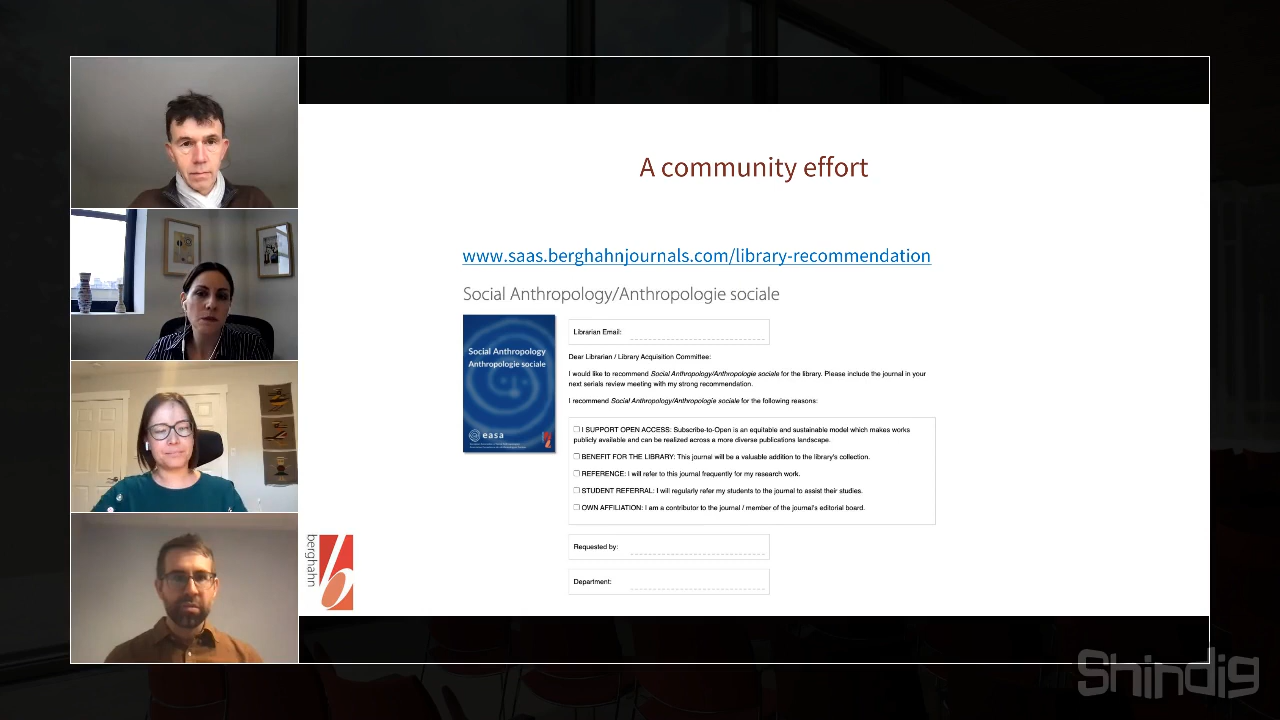 A community effort
www.saas.berghahnjournals.com/library-recommendation
Social Anthropology/Anthropologie sociale
Social Anthropology
Anthropologie sociale
easa
Librarian Email:
Dear Librarian / Library Acquisition Committee:
I would like to recommend Social Anthropology/Anthropologie sociale for the library. Please include the journal in your
next serials review meeting with my strong recommendation.
I recommend Social Anthropology/Anthropologie sociale for the following reasons:
I SUPPORT OPEN ACCESS: Subscribe-to-Open is an equitable and sustainable model which makes works
publicly available and can be realized across a more diverse publications landscape.
BENEFIT FOR THE LIBRARY: This journal will be a valuable addition to the library's collection.
REFERENCE: I will refer to this journal frequently for my research work.
STUDENT REFERRAL: I will regularly refer my students to the journal to assist their studies.
OWN AFFILIATION: I am a contributor to the journal / member of the journal's editorial board.
Requested by:
Department:
berghahn
b
Shindig